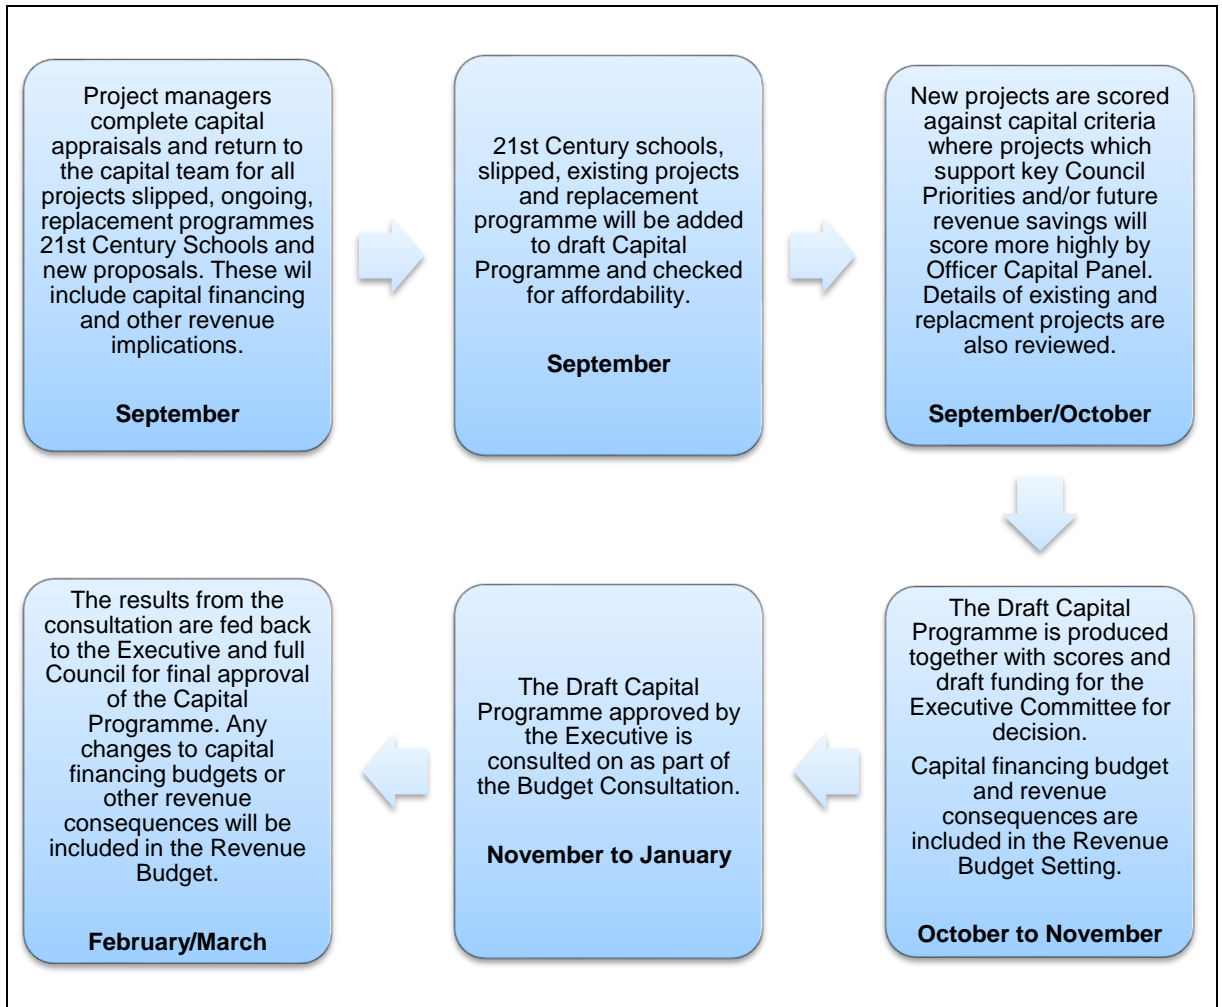 Project managers
complete capital
appraisals and return to
the capital team for all
projects slipped, ongoing,
replacement programmes
21st Century Schools and
new proposals. These wil
include capital financing
and other revenue
implications.
September
21st Century schools,
slipped, existing projects
and replacement
programme will be added
to draft Capital
Programme and checked
for affordability.
September
New projects are scored
against capital criteria
where projects which
support key Council
Priorities and/or future
revenue savings will
score more highly by
Officer Capital Panel.
Details of existing and
replacment projects are
also reviewed.
September/October
The Draft Capital
Programme is produced
together with scores and
draft funding for the
Executive Committee for
decision.
Capital financing budget
and revenue
consequences are
included in the Revenue
Budget Setting.
October to November
The Draft Capital
Programme approved by
the Executive is
consulted on as part of
the Budget Consultation.
November to January
The results from the
consultation are fed back
to the Executive and full
Council for final approval
of the Capital
Programme. Any
changes to capital
financing budgets or
other revenue
consequences will be
included in the Revenue
Budget.
February/March